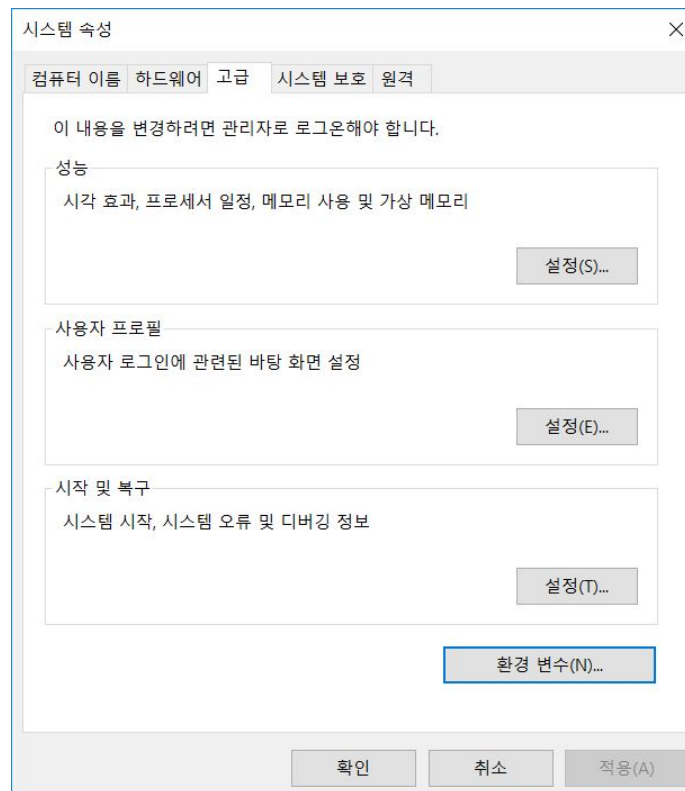 시스템 속성
컴퓨터 이름 하드웨어 고급 시스템 보호 원격
이 내용을 변경하려면 관리자로 로그온해야 합니다.
성능
시각 효과, 프로세서 일정, 메모리 사용 및 가상 메모리
설정(S)...
사용자 프로필
사용자 로그인에 관련된 바탕 화면 설정
설정(E)...
시작 및 복구
시스템 시작, 시스템 오류 및 디버깅 정보
설정(T)...
환경 변수(N)...
확인 취소 적용(A)